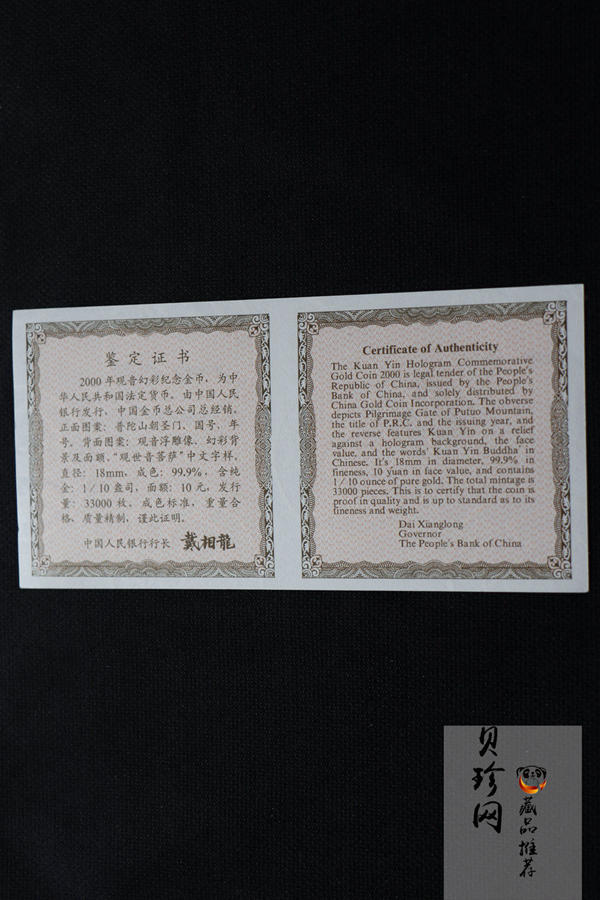 鉴定证书
2000年观音幻彩纪念金币，为中
华人民共和国法定货币。由中国人民
银行发行，中国金币总公司总经销。
正面图案：普陀山朝圣门、国号、年
号。背面图案：观音浮雕像、幻彩背
景及面额，“观世音菩萨”中文字样。
直径：18mm，成色：99.9%，含纯
金：1/10盎司，面额：10元，发行
量：33000枚。成色标准，重量合
格，质量精制，谨此证明。
中国人民银行行长 戴相龍
Certificate of Authenticity
The Kuan Yin Hologram Commemorative
Gold Coin 2000 is legal tender of the People's
Republic of China, issued by the People's
Bank of China, and solely distributed by
China Gold Coin Incorporation. The obverse
depicts Pilgrimage Gate of Putuo Mountain,
the title of P.R.C. and the issuing year, and
the reverse features Kuan Yin on a relief
against a hologram background, the face
value, and the words' Kuan Yin Buddha' in
Chinese. It's 18mm in diameter, 99.9% in
fineness, 10 yuan in face value, and contains
1/10 ounce of pure gold. The total mintage is
33000 pieces. This is to certify that the coin is
proof in quality and is up to standard as to its
fineness and weight.
Dai Xianglong
Governor
The People's Bank of China
贝珍网
藏品推荐